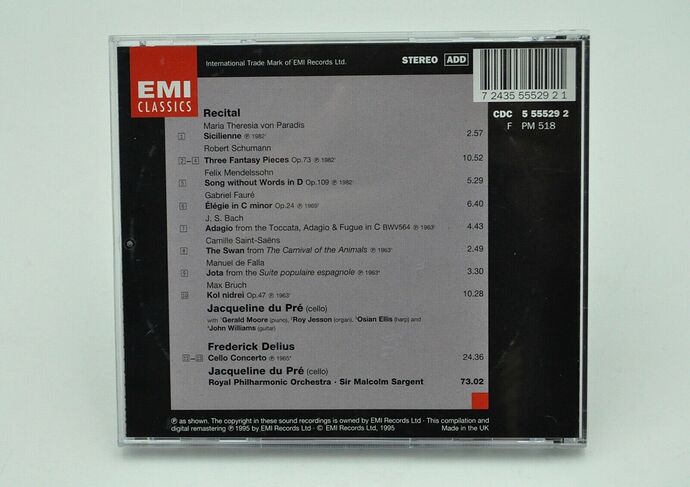 International Trade Mark of EMI Records Ltd.
STEREO ADD
7 24355 55529 2 1
EMI
CLASSICS
CDC 5 55529 2
F PM 518
Recital
Maria Theresia von Paradis
1 Sicilienne ℗ 1982 2.57
Robert Schumann
2–4 Three Fantasy Pieces Op.73 ℗ 1982 10.52
Felix Mendelssohn
5 Song without Words in D Op.109 ℗ 1982 5.29
Gabriel Fauré
6 Élégie in C minor Op.24 ℗ 1969 6.40
J. S. Bach
7 Adagio from the Toccata, Adagio & Fugue in C BWV564 ℗ 1963 4.43
Camille Saint-Saëns
8 The Swan from The Carnival of the Animals ℗ 1963 2.49
Manuel de Falla
9 Jota from the Suite populaire espagnole ℗ 1963 3.30
Max Bruch
10 Kol nidrei Op.47 ℗ 1963 10.28
Jacqueline du Pré (cello)
with Gerald Moore (piano), Roy Jesson (organ), Osian Ellis (harp) and
John Williams (guitar)
Frederick Delius
11–13 Cello Concerto ℗ 1965 24.36
Jacqueline du Pré (cello)
Royal Philharmonic Orchestra · Sir Malcolm Sargent 73.02
℗ as shown. The copyright in these sound recordings is owned by EMI Records Ltd · This compilation and
digital remastering ℗ 1995 by EMI Records Ltd · © EMI Records Ltd, 1995 Made in the UK